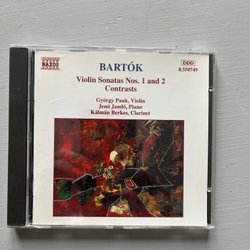 NAXOS
DDD
8.550749
BARTÓK
Violin Sonatas Nos. 1 and 2
Contrasts
György Pauk, Violin
Jenő Jandó, Piano
Kálmán Berkes, Clarinet